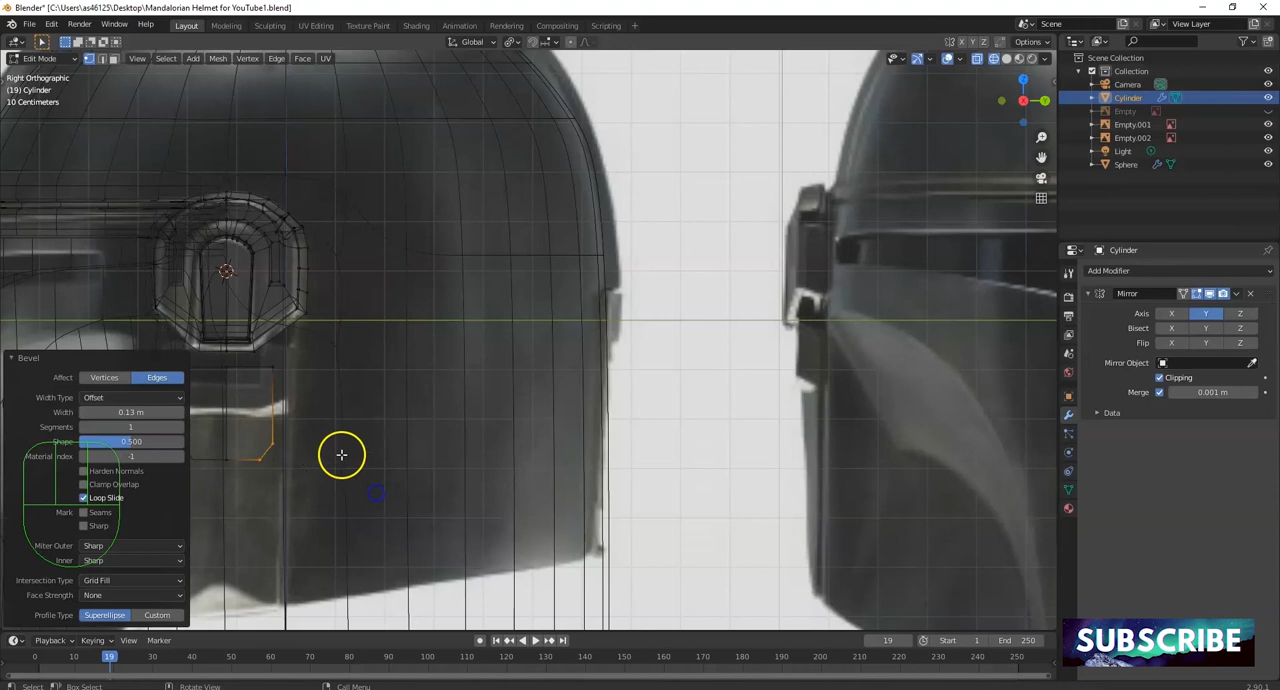 Blender* [C:\Users\as46125\Desktop\Mandalorian Helmet for YouTube1.blend]
File Edit Render Window Help Layout Modeling Sculpting UV Editing Texture Paint Shading Animation Rendering Compositing Scripting + Scene View Layer
Global Options
X Y Z
Edit Mode View Select Add Mesh Vertex Edge Face UV
Right Orthographic
(19) Cylinder
10 Centimeters
Z
Y
Scene Collection
Collection
Camera
Cylinder
Empty
Empty.001
Empty.002
Light
Sphere
Cylinder
Add Modifier
Mirror
Axis X Y Z
Bisect X Y Z
Flip X Y Z
Mirror Object
Clipping
Merge 0.001 m
Data
Bevel
Affect Vertices Edges
Width Type Offset
Width 0.13 m
Segments 1
Shape 0.500
Material Index -1
Harden Normals
Clamp Overlap
Loop Slide
Mark Seams
Sharp
Miter Outer Sharp
Inner Sharp
Intersection Type Grid Fill
Face Strength None
Profile Type Superellipse Custom
SUBSCRIBE
Playback Keying View Marker 19 Start 1 End 250
0 10 19 30 40 50 60 70 80 90 100 110 120 130 140 150 160 170 180 190 200 210 220 230 240 250
Select Box Select Rotate View Call Menu 2.90.1